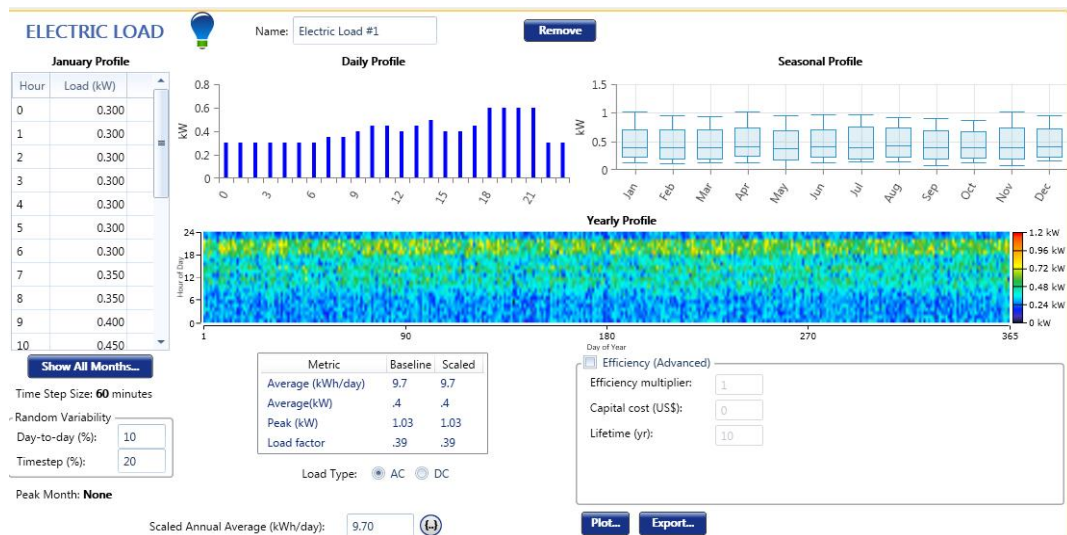 ELECTRIC LOAD
Name: Electric Load #1
Remove
January Profile
Hour Load (kW)
0 0.300
1 0.300
2 0.300
3 0.300
4 0.300
5 0.300
6 0.300
7 0.350
8 0.350
9 0.400
10 0.450
Show All Months...
Time Step Size: 60 minutes
Random Variability
Day-to-day (%): 10
Timestep (%): 20
Peak Month: None
Daily Profile
kW
0.8
0.6
0.4
0.2
0
0 3 6 9 12 15 18 21
Seasonal Profile
kW
1.5
1
0.5
0
Jan Feb Mar Apr May Jun Jul Aug Sep Oct Nov Dec
Yearly Profile
Hour of Day
24
18
12
6
0
1 90 180 270 365
Day of Year
1.2 kW
0.96 kW
0.72 kW
0.48 kW
0.24 kW
0 kW
Metric Baseline Scaled
Average (kWh/day) 9.7 9.7
Average(kW) .4 .4
Peak (kW) 1.03 1.03
Load factor .39 .39
Load Type: AC DC
Scaled Annual Average (kWh/day): 9.70 {..}
Efficiency (Advanced)
Efficiency multiplier: 1
Capital cost (US$): 0
Lifetime (yr): 10
Plot... Export...